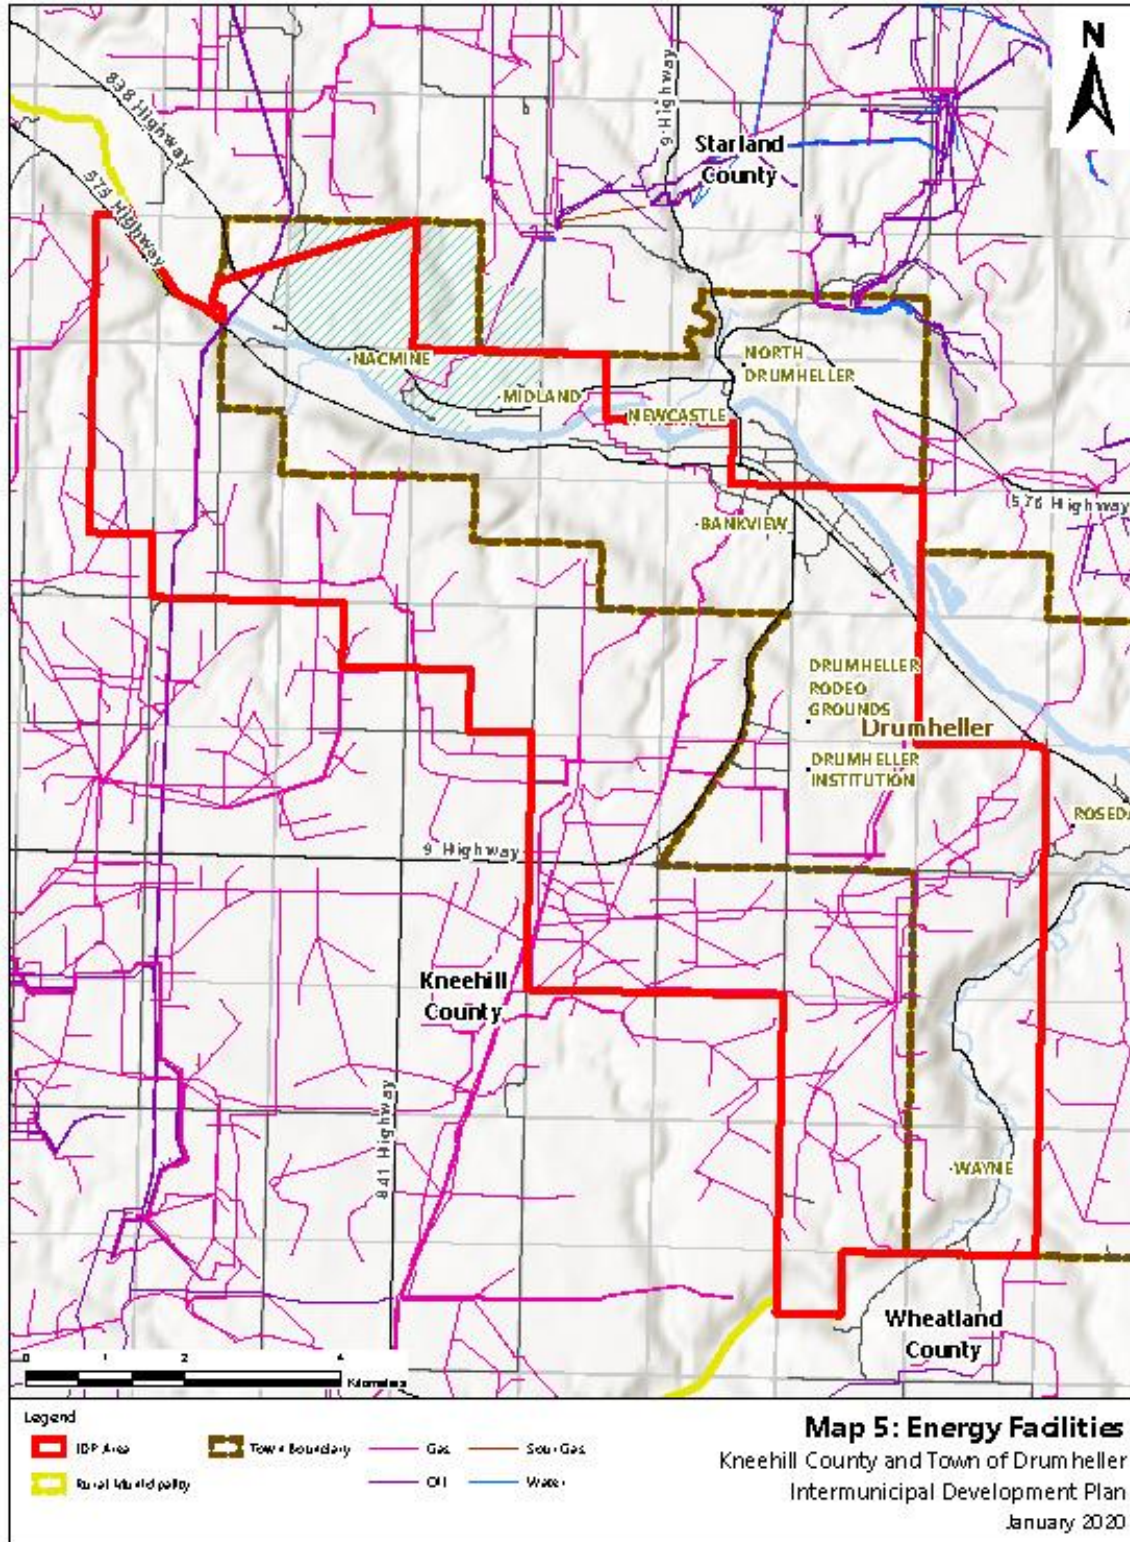 N
838 Highway
575 Highway
9 Highway
Starland
County
NACMINE
MIDLAND
NORTH
DRUMHELLER
NEWCASTLE
576 Highway
BANKVIEW
DRUMHELLER
RODEO
GROUNDS
Drumheller
DRUMHELLER
INSTITUTION
9 Highway
Kneehill
County
841 Highway
WAYNE
Wheatland
County
0 1 2 4
Kilometers
Legend
IDP Area
Town Boundary
Gas
Sour Gas
Rural Municipality
Oil
Water
Map 5: Energy Facilities
Kneehill County and Town of Drumheller
Intermunicipal Development Plan
January 2020